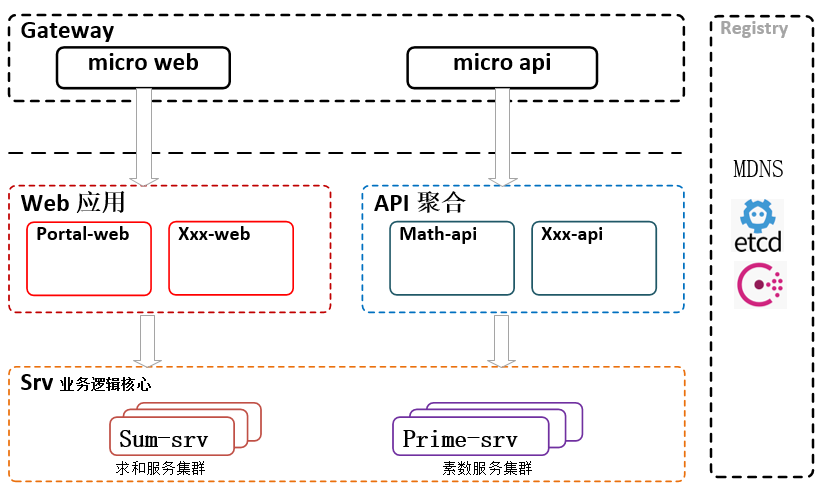 Gateway
micro web
micro api
Web 应用
Portal-web
Xxx-web
API 聚合
Math-api
Xxx-api
Srv 业务逻辑核心
Sum-srv
求和服务集群
Prime-srv
素数服务集群
Registry
MDNS
etcd